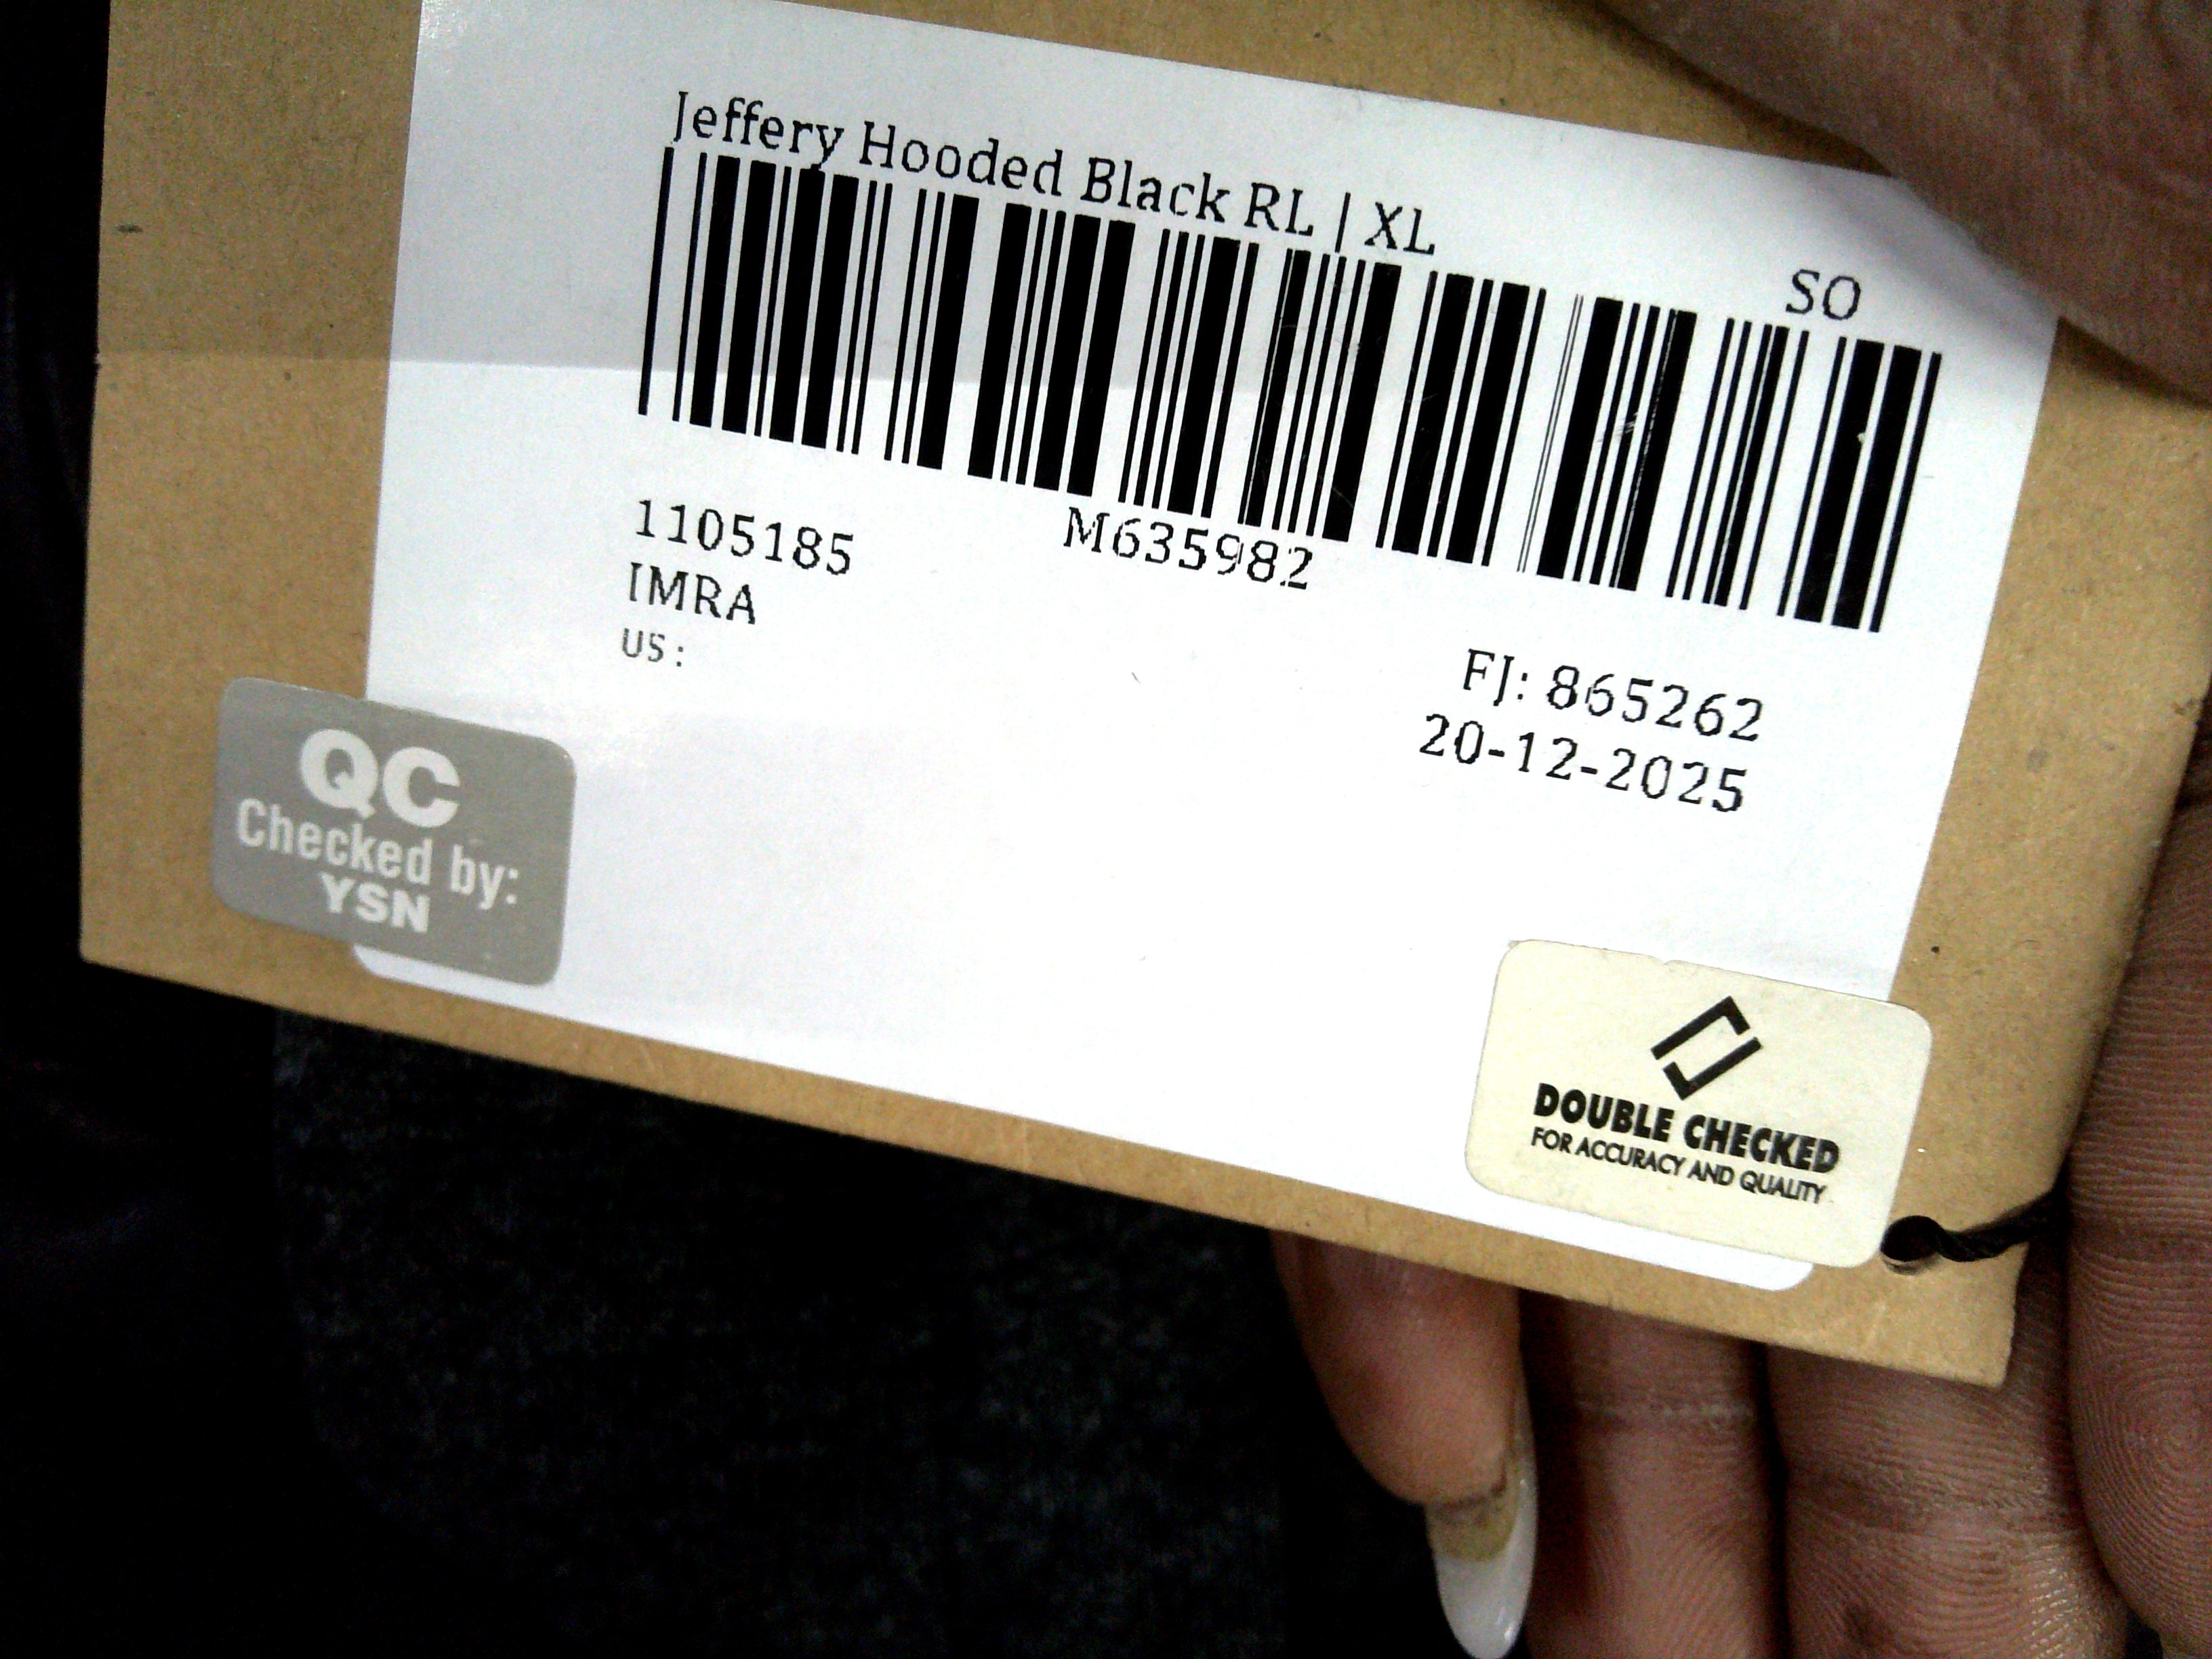 Jeffery Hooded Black RL | XL
SO
1105185
M635982
IMRA
US:
FJ: 865262
20-12-2025
QC
Checked by:
YSN
DOUBLE CHECKED
FOR ACCURACY AND QUALITY